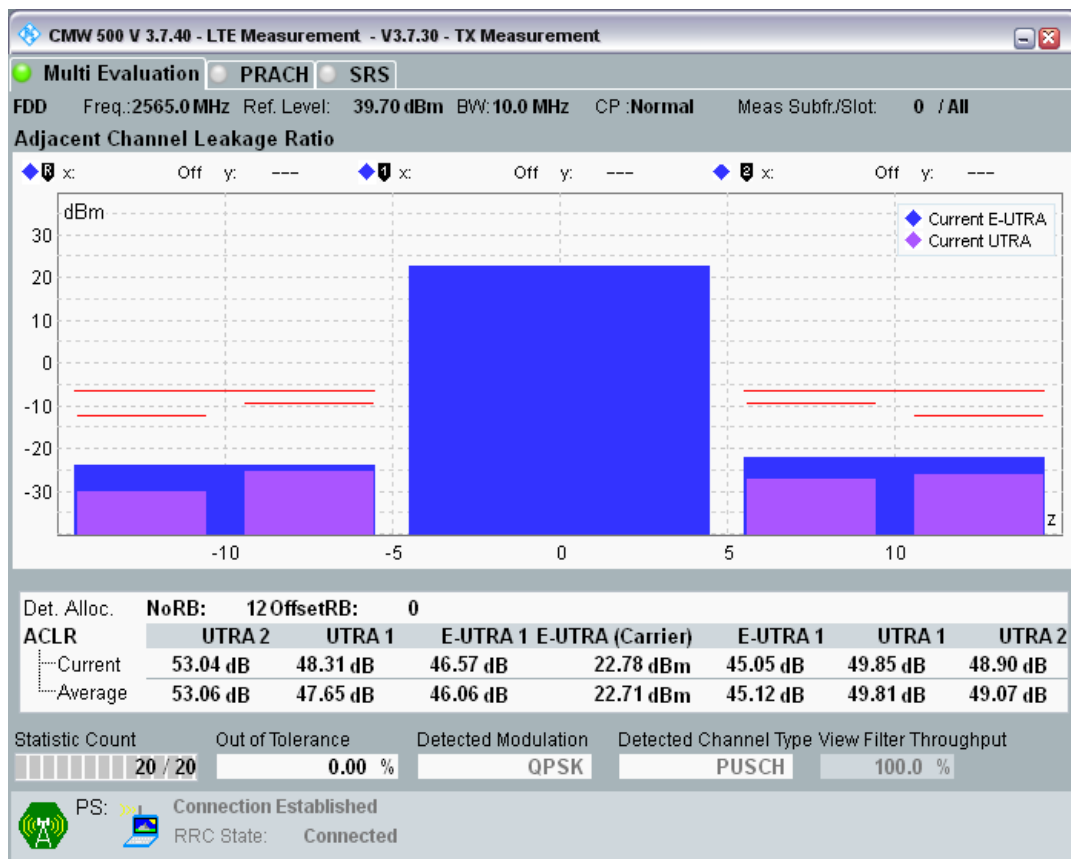 CMW 500 V 3.7.40 - LTE Measurement - V3.7.30 - TX Measurement
Multi Evaluation PRACH SRS
FDD Freq.:2565.0 MHz Ref. Level: 39.70 dBm BW:10.0 MHz CP :Normal Meas Subfr./Slot: 0 / All
Adjacent Channel Leakage Ratio
R x: Off y: --- 1 x: Off y: --- 2 x: Off y: ---
dBm
Current E-UTRA
Current UTRA
30
20
10
0
-10
-20
-30
z
-10 -5 0 5 10
Det. Alloc. NoRB: 12 OffsetRB: 0
ACLR UTRA 2 UTRA 1 E-UTRA 1 E-UTRA (Carrier) E-UTRA 1 UTRA 1 UTRA 2
Current 53.04 dB 48.31 dB 46.57 dB 22.78 dBm 45.05 dB 49.85 dB 48.90 dB
Average 53.06 dB 47.65 dB 46.06 dB 22.71 dBm 45.12 dB 49.81 dB 49.07 dB
Statistic Count Out of Tolerance Detected Modulation Detected Channel Type View Filter Throughput
20 / 20 0.00 % QPSK PUSCH 100.0 %
PS: Connection Established
RRC State: Connected